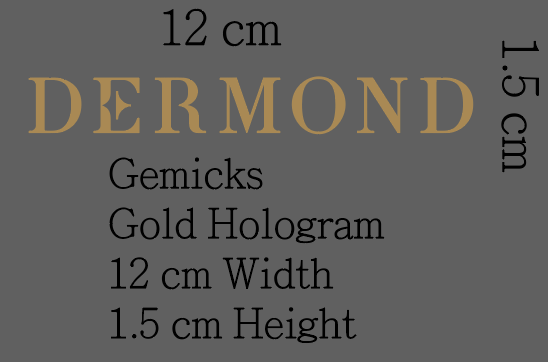 12 cm
DERMOND
1.5 cm
Gemicks
Gold Hologram
12 cm Width
1.5 cm Height